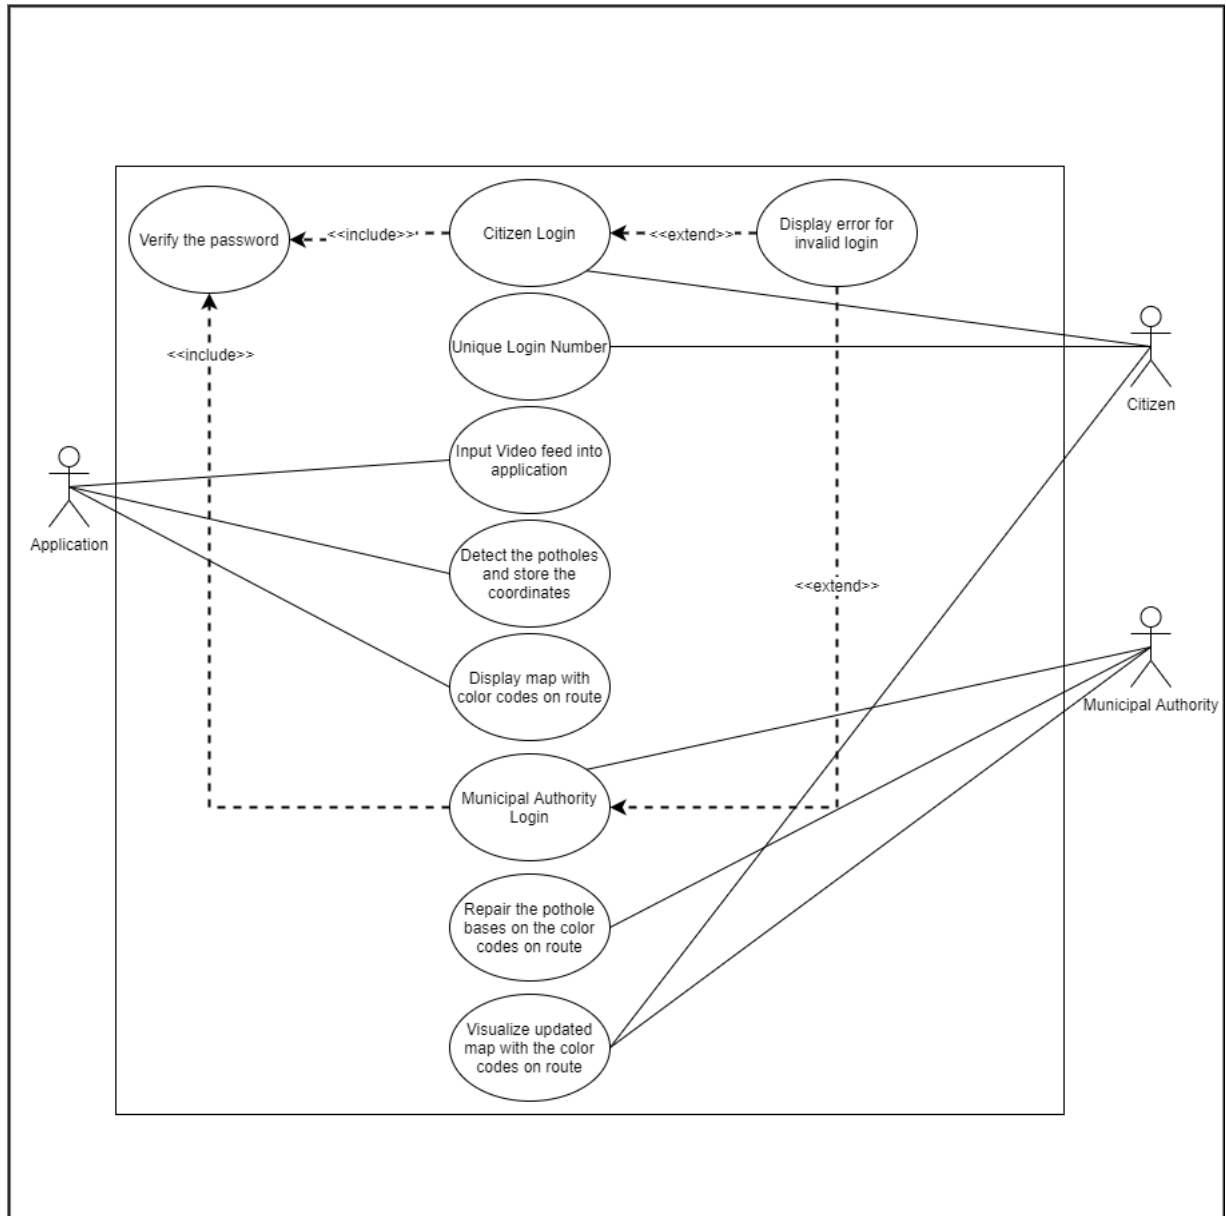 Verify the password
<<include>>
Citizen Login
<<extend>>
Display error for
invalid login
Unique Login Number
<<include>>
Citizen
Input Video feed into
application
Application
Detect the potholes
and store the
coordinates
<<extend>>
Display map with
color codes on route
Municipal Authority
Municipal Authority
Login
Repair the pothole
bases on the color
codes on route
Visualize updated
map with the color
codes on route